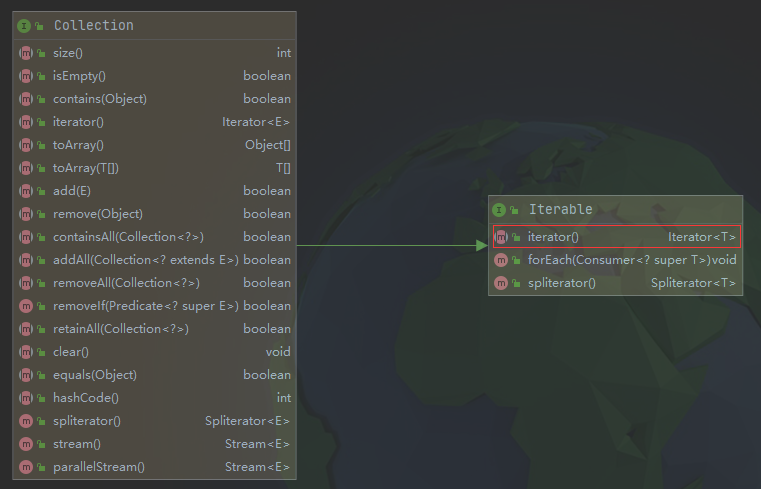 Collection
size() int
isEmpty() boolean
contains(Object) boolean
iterator() Iterator<E>
toArray() Object[]
toArray(T[]) T[]
add(E) boolean
remove(Object) boolean
containsAll(Collection<?>) boolean
addAll(Collection<? extends E>) boolean
removeAll(Collection<?>) boolean
removeIf(Predicate<? super E>) boolean
retainAll(Collection<?>) boolean
clear() void
equals(Object) boolean
hashCode() int
spliterator() Spliterator<E>
stream() Stream<E>
parallelStream() Stream<E>
Iterable
iterator() Iterator<T>
forEach(Consumer<? super T>)void
spliterator() Spliterator<T>